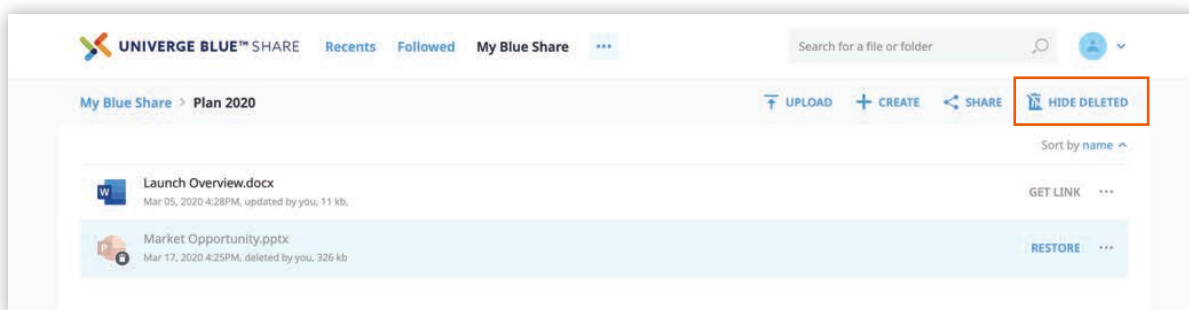 UNIVERGE BLUE™ SHARE Recents Followed My Blue Share ··· Search for a file or folder
My Blue Share > Plan 2020 UPLOAD CREATE SHARE HIDE DELETED
Sort by name
Launch Overview.docx
Mar 05, 2020 4:28PM, updated by you, 11 kb,
GET LINK ···
Market Opportunity.pptx
Mar 17, 2020 4:25PM, deleted by you, 326 kb
RESTORE ···